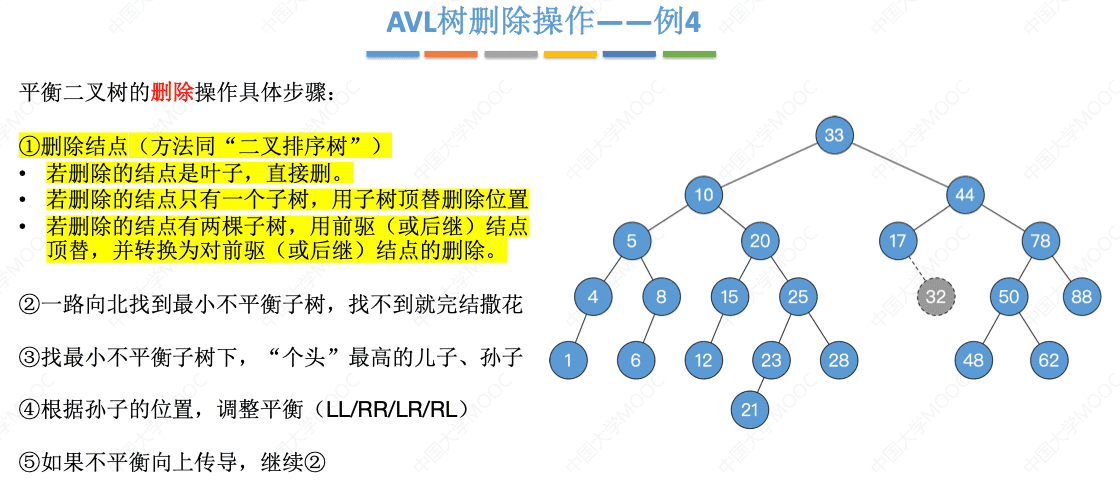 AVL树删除操作——例4
平衡二叉树的删除操作具体步骤：
①删除结点（方法同“二叉排序树”）
• 若删除的结点是叶子，直接删。
• 若删除的结点只有一个子树，用子树顶替删除位置
• 若删除的结点有两棵子树，用前驱（或后继）结点
顶替，并转换为对前驱（或后继）结点的删除。
②一路向北找到最小不平衡子树，找不到就完结撒花
③找最小不平衡子树下，“个头”最高的儿子、孙子
④根据孙子的位置，调整平衡（LL/RR/LR/RL）
⑤如果不平衡向上传导，继续②
33
10 44
5 20 17 78
4 8 15 25 32 50 88
1 6 12 23 28 48 62
21
中国大学MOOC